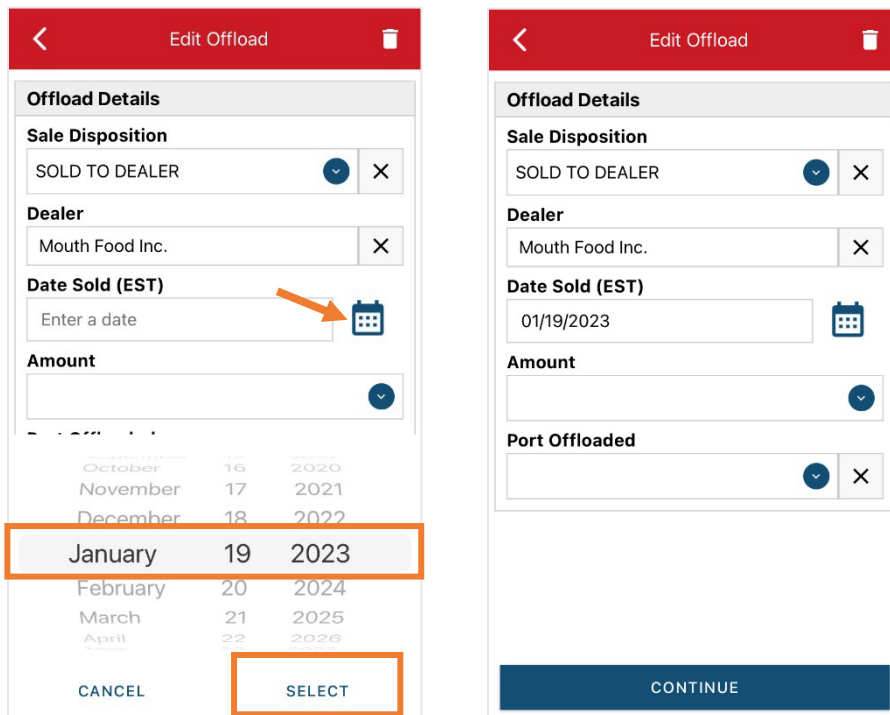 Edit Offload
Offload Details
Sale Disposition
SOLD TO DEALER
Dealer
Mouth Food Inc.
Date Sold (EST)
Enter a date
Amount
October 16 2020
November 17 2021
December 18 2022
January 19 2023
February 20 2024
March 21 2025
April 22 2026
CANCEL SELECT
Edit Offload
Offload Details
Sale Disposition
SOLD TO DEALER
Dealer
Mouth Food Inc.
Date Sold (EST)
01/19/2023
Amount
Port Offloaded
CONTINUE